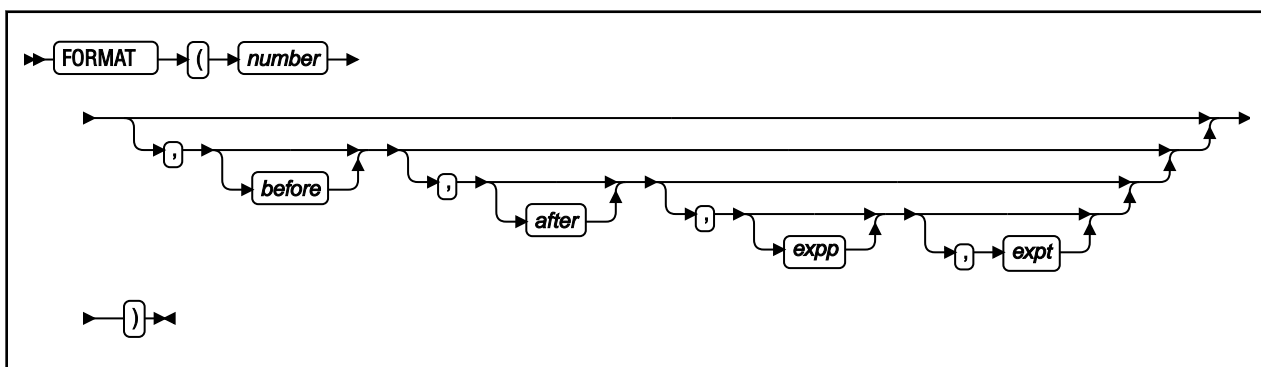 FORMAT ( number
, before , after , expp , expt
)